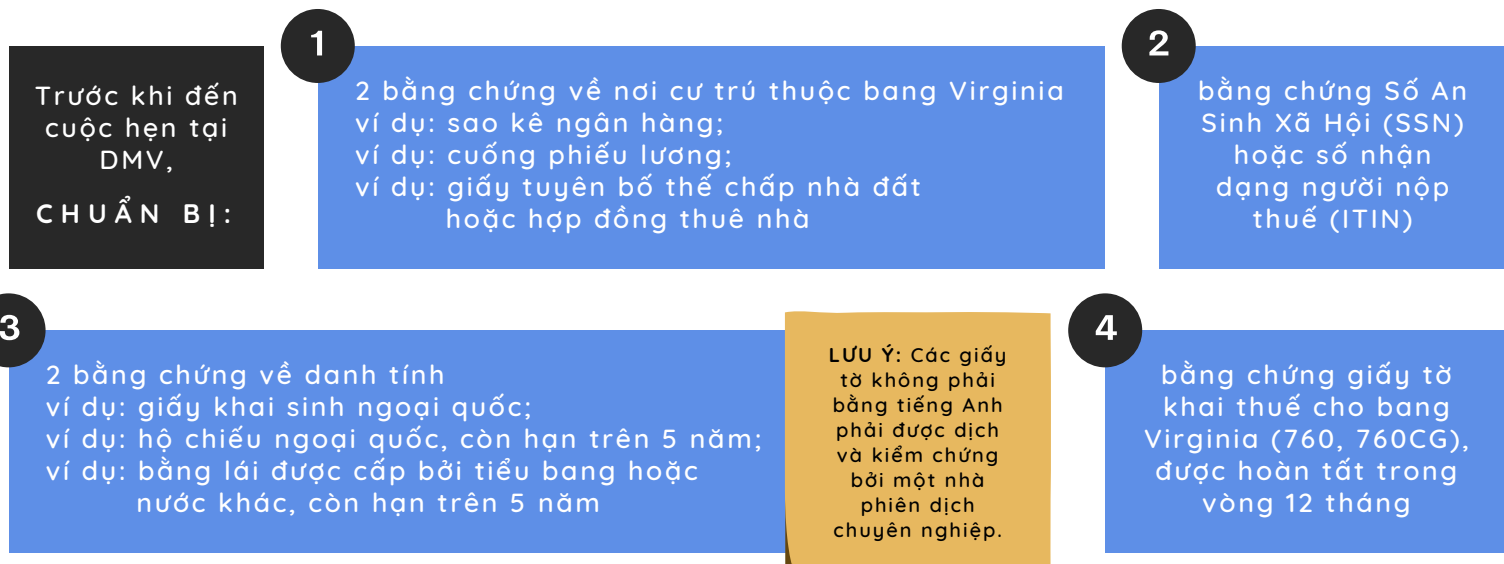 Trước khi đến
cuộc hẹn tại
DMV,
CHUẨN BỊ:
1
2 bằng chứng về nơi cư trú thuộc bang Virginia
ví dụ: sao kê ngân hàng;
ví dụ: cuống phiếu lương;
ví dụ: giấy tuyên bố thế chấp nhà đất
hoặc hợp đồng thuê nhà
2
bằng chứng Số An
Sinh Xã Hội (SSN)
hoặc số nhận
dạng người nộp
thuế (ITIN)
3
2 bằng chứng về danh tính
ví dụ: giấy khai sinh ngoại quốc;
ví dụ: hộ chiếu ngoại quốc, còn hạn trên 5 năm;
ví dụ: bằng lái được cấp bởi tiểu bang hoặc
nước khác, còn hạn trên 5 năm
LƯU Ý: Các giấy
tờ không phải
bằng tiếng Anh
phải được dịch
và kiểm chứng
bởi một nhà
phiên dịch
chuyên nghiệp.
4
bằng chứng giấy tờ
khai thuế cho bang
Virginia (760, 760CG),
được hoàn tất trong
vòng 12 tháng